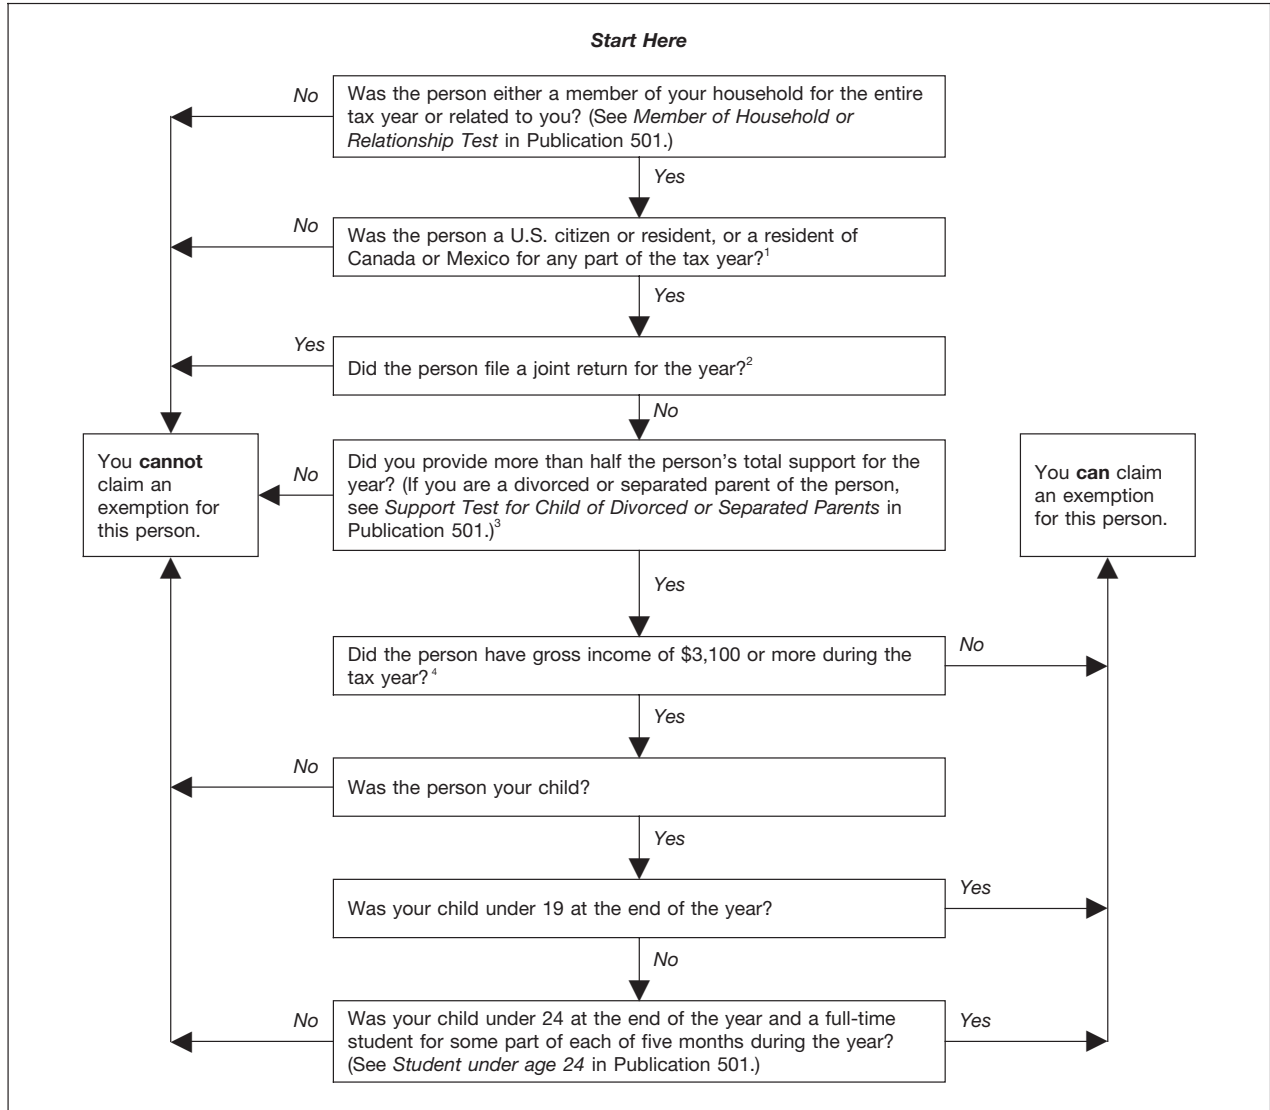 Start Here
No
Was the person either a member of your household for the entire
tax year or related to you? (See Member of Household or
Relationship Test in Publication 501.)
Yes
No
Was the person a U.S. citizen or resident, or a resident of
Canada or Mexico for any part of the tax year?1
Yes
Yes
Did the person file a joint return for the year?2
No
You cannot
claim an
exemption for
this person.
No
Did you provide more than half the person's total support for the
year? (If you are a divorced or separated parent of the person,
see Support Test for Child of Divorced or Separated Parents in
Publication 501.)3
You can claim
an exemption
for this person.
Yes
Did the person have gross income of $3,100 or more during the
tax year?4
No
Yes
No
Was the person your child?
Yes
Was your child under 19 at the end of the year?
Yes
No
No
Was your child under 24 at the end of the year and a full-time
student for some part of each of five months during the year?
(See Student under age 24 in Publication 501.)
Yes